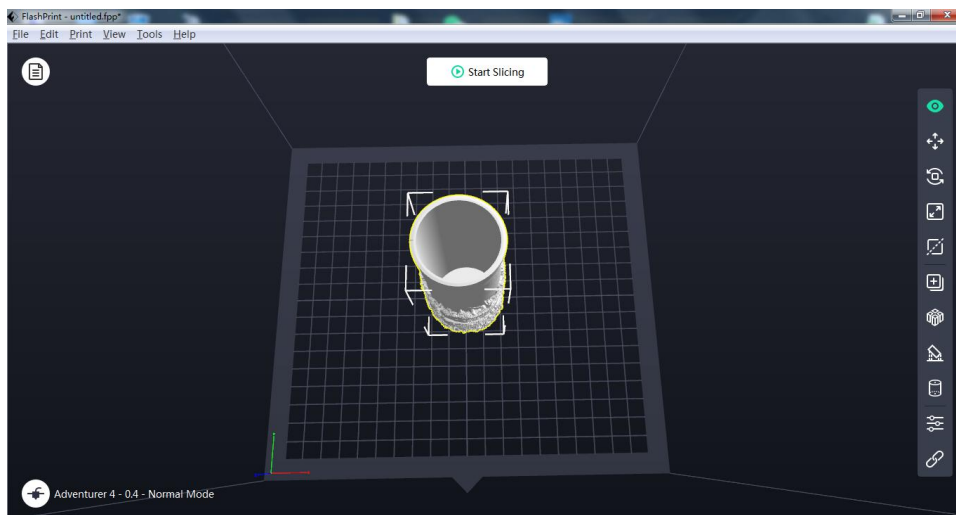 FlashPrint - untitled.fpp*
File Edit Print View Tools Help
Start Slicing
Adventurer 4 - 0.4 - Normal Mode